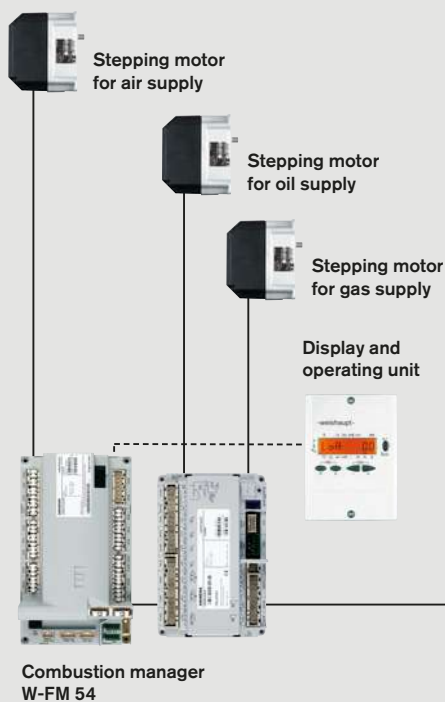 Stepping motor
for air supply
Stepping motor
for oil supply
Stepping motor
for gas supply
Display and
operating unit
-weishaupt-
Combustion manager
W-FM 54